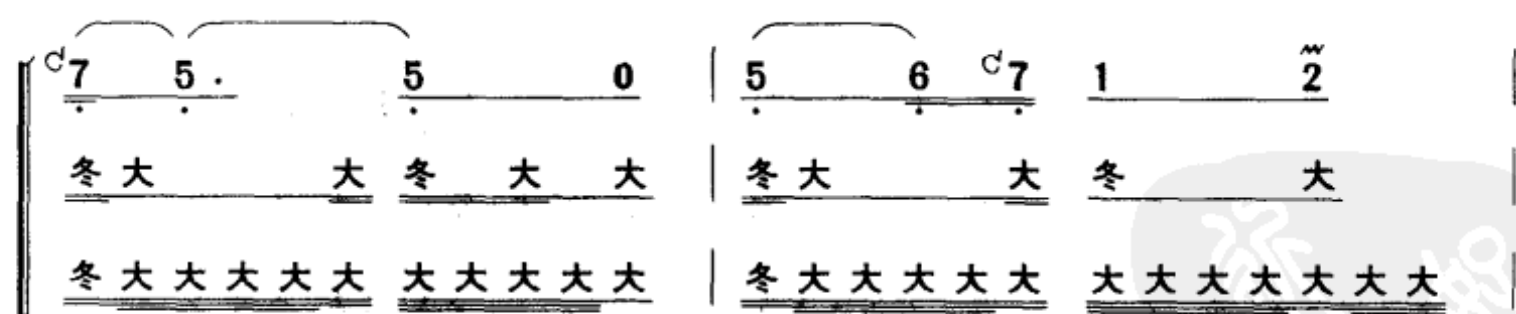 7 5 . 5 0 | 5 6 7 1 2 |
冬 大 大 冬 大 大 | 冬 大 大 冬 大
冬 大 大 大 大 大 大 大 大 大 大 | 冬 大 大 大 大 大 大 大 大 大 大 大 大